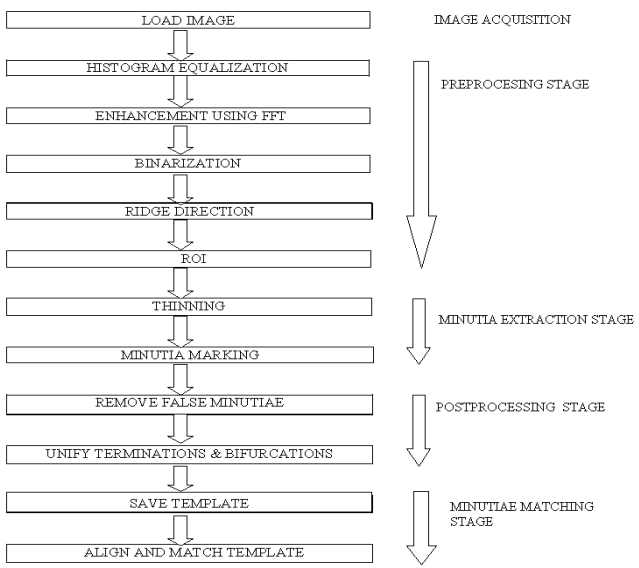 LOAD IMAGE
IMAGE ACQUISITION
HISTOGRAM EQUALIZATION
PREPROCESING STAGE
ENHANCEMENT USING FFT
BINARIZATION
RIDGE DIRECTION
ROI
THINNING
MINUTIA EXTRACTION STAGE
MINUTIA MARKING
REMOVE FALSE MINUTIAE
POSTPROCESSING STAGE
UNIFY TERMINATIONS & BIFURCATIONS
SAVE TEMPLATE
MINUTIAE MATCHING
STAGE
ALIGN AND MATCH TEMPLATE